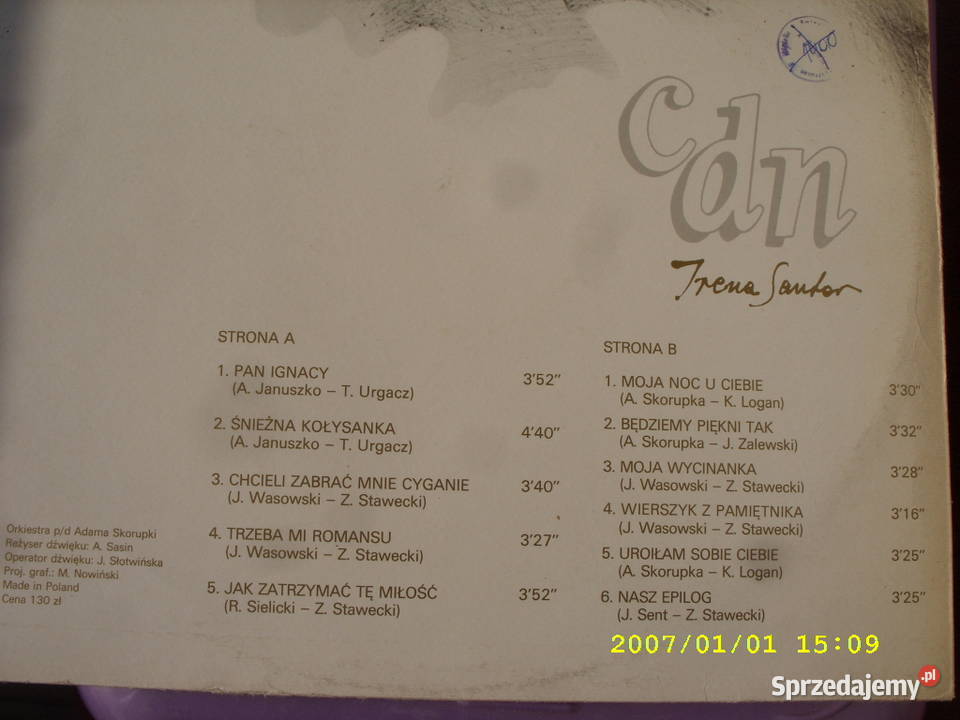 cdn
Irena Santor
STRONA A
1. PAN IGNACY 3'52"
(A. Januszko – T. Urgacz)
2. ŚNIEŻNA KOŁYSANKA 4'40"
(A. Januszko – T. Urgacz)
3. CHCIELI ZABRAĆ MNIE CYGANIE 3'40"
(J. Wasowski – Z. Stawecki)
4. TRZEBA MI ROMANSU 3'27"
(J. Wasowski – Z. Stawecki)
5. JAK ZATRZYMAĆ TĘ MIŁOŚĆ 3'52"
(R. Sielicki – Z. Stawecki)
STRONA B
1. MOJA NOC U CIEBIE 3'30"
(A. Skorupka – K. Logan)
2. BĘDZIEMY PIĘKNI TAK 3'32"
(A. Skorupka – J. Zalewski)
3. MOJA WYCINANKA 3'28"
(J. Wasowski – Z. Stawecki)
4. WIERSZYK Z PAMIĘTNIKA 3'16"
(J. Wasowski – Z. Stawecki)
5. UROIŁAM SOBIE CIEBIE 3'25"
(A. Skorupka – K. Logan)
6. NASZ EPILOG 3'25"
(J. Sent – Z. Stawecki)
Orkiestra p/d Adama Skorupki
Reżyser dźwięku: A. Sasin
Operator dźwięku: J. Słotwińska
Proj. graf.: M. Nowiński
Made in Poland
Cena 130 zł
2007/01/01 15:09
Sprzedajemy.pl